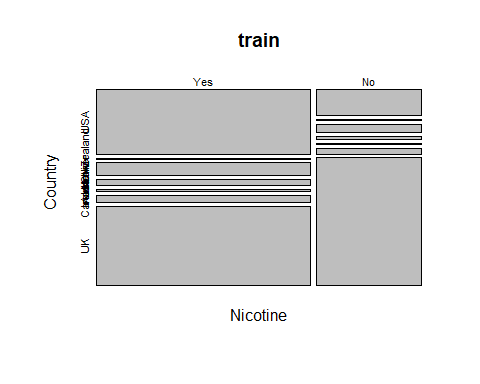 train
Yes No
Country
USA
UK
Nicotine